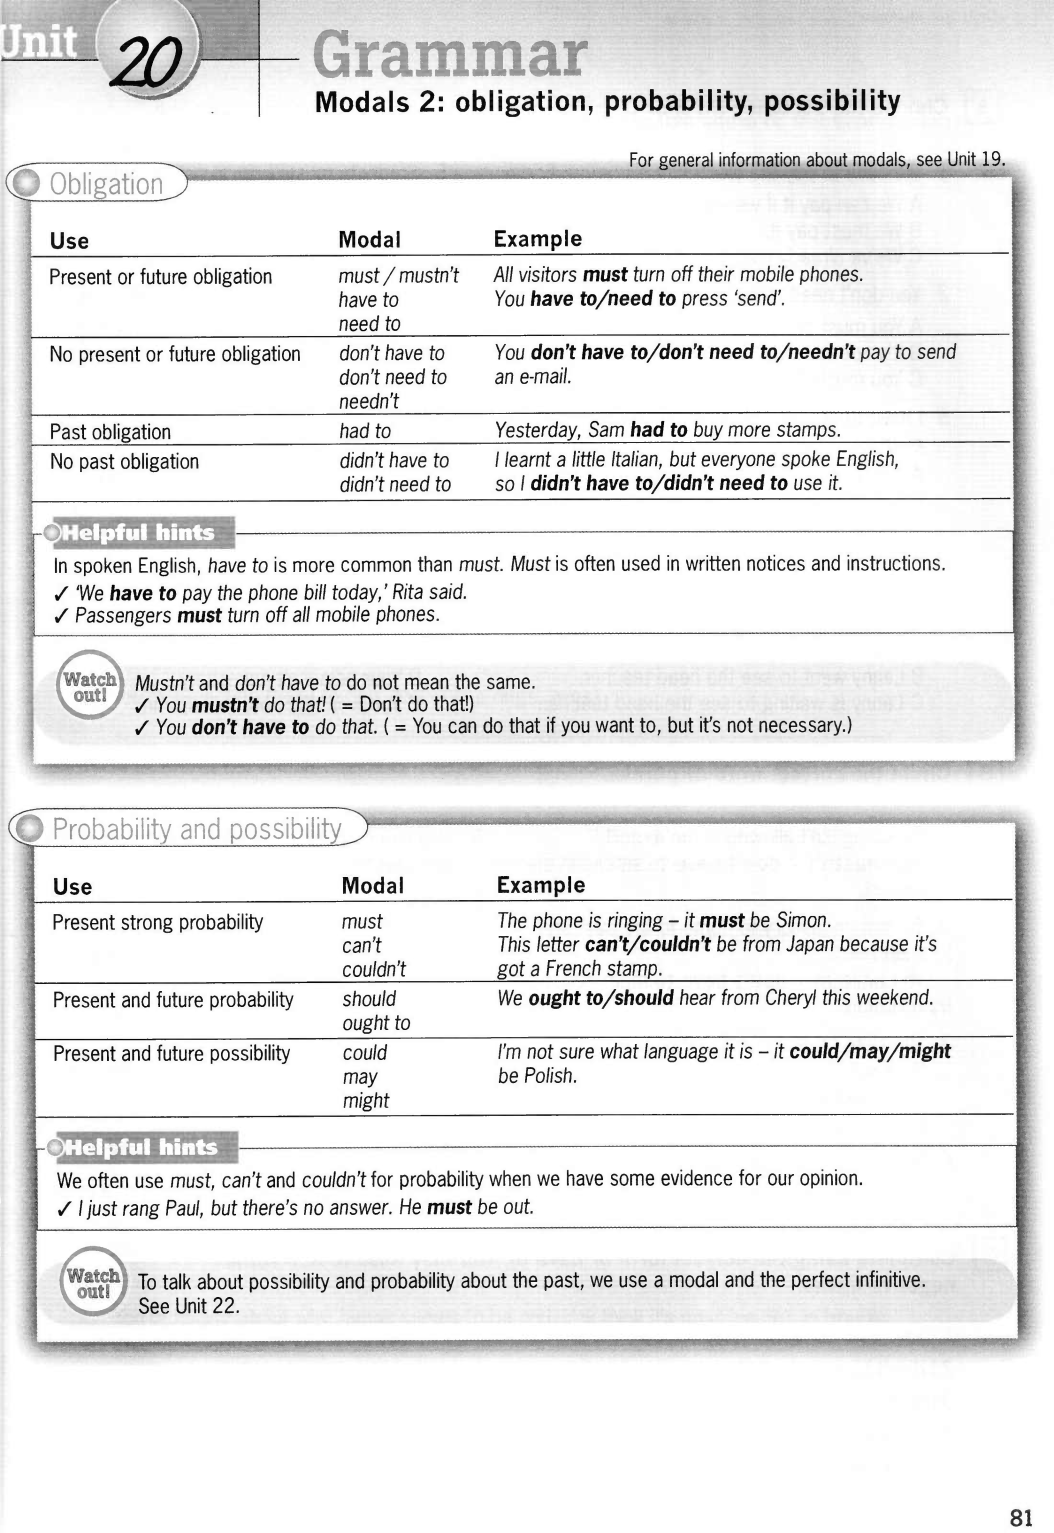 Unit 20 Grammar
Modals 2: obligation, probability, possibility
For general information about modals, see Unit 19.
Obligation
Use Modal Example
Present or future obligation must / mustn't All visitors must turn off their mobile phones.
have to You have to/need to press 'send'.
need to
No present or future obligation don't have to You don't have to/don't need to/needn't pay to send
don't need to an e-mail.
needn't
Past obligation had to Yesterday, Sam had to buy more stamps.
No past obligation didn't have to I learnt a little Italian, but everyone spoke English,
didn't need to so I didn't have to/didn't need to use it.
Helpful hints
In spoken English, have to is more common than must. Must is often used in written notices and instructions.
✓ 'We have to pay the phone bill today,' Rita said.
✓ Passengers must turn off all mobile phones.
Watch out!
Mustn't and don't have to do not mean the same.
✓ You mustn't do that! ( = Don't do that!)
✓ You don't have to do that. ( = You can do that if you want to, but it's not necessary.)
Probability and possibility
Use Modal Example
Present strong probability must The phone is ringing – it must be Simon.
can't This letter can't/couldn't be from Japan because it's
couldn't got a French stamp.
Present and future probability should We ought to/should hear from Cheryl this weekend.
ought to
Present and future possibility could I'm not sure what language it is – it could/may/might
may be Polish.
might
Helpful hints
We often use must, can't and couldn't for probability when we have some evidence for our opinion.
✓ I just rang Paul, but there's no answer. He must be out.
Watch out!
To talk about possibility and probability about the past, we use a modal and the perfect infinitive.
See Unit 22.
81